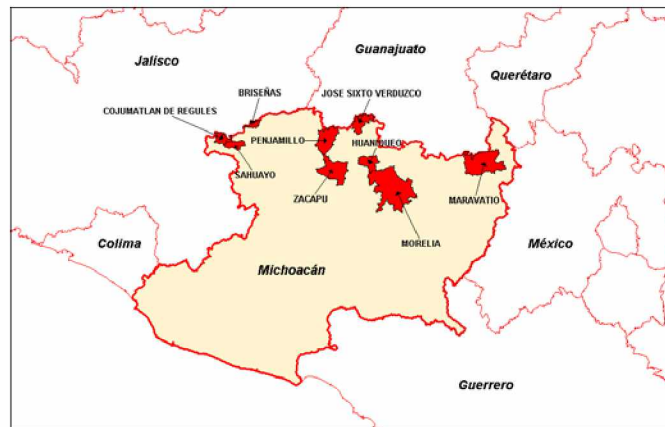 Jalisco
Guanajuato
Querétaro
BRISEÑAS
JOSE SIXTO VERDUZCO
COJUMATLAN DE REGULES
PENJAMILLO
HUANIQUEO
SAHUAYO
ZACAPU
MARAVATIO
MORELIA
Colima
México
Michoacán
Guerrero